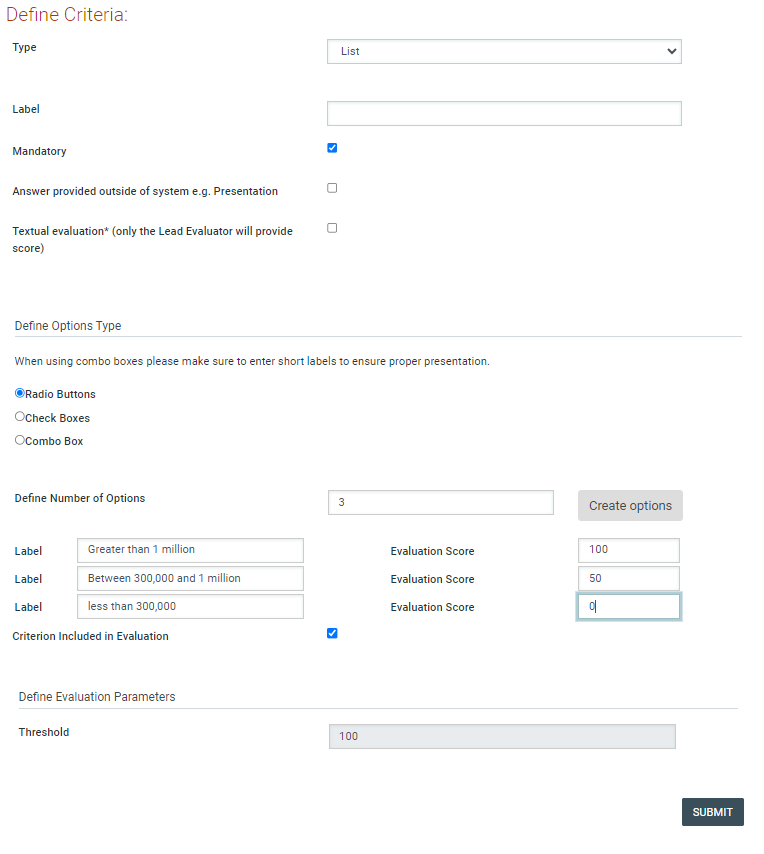 Define Criteria:
Type
List
Label
Mandatory
Answer provided outside of system e.g. Presentation
Textual evaluation* (only the Lead Evaluator will provide
score)
Define Options Type
When using combo boxes please make sure to enter short labels to ensure proper presentation.
Radio Buttons
Check Boxes
Combo Box
Define Number of Options
3
Create options
Label
Greater than 1 million
Evaluation Score
100
Label
Between 300,000 and 1 million
Evaluation Score
50
Label
less than 300,000
Evaluation Score
0
Criterion Included in Evaluation
Define Evaluation Parameters
Threshold
100
SUBMIT